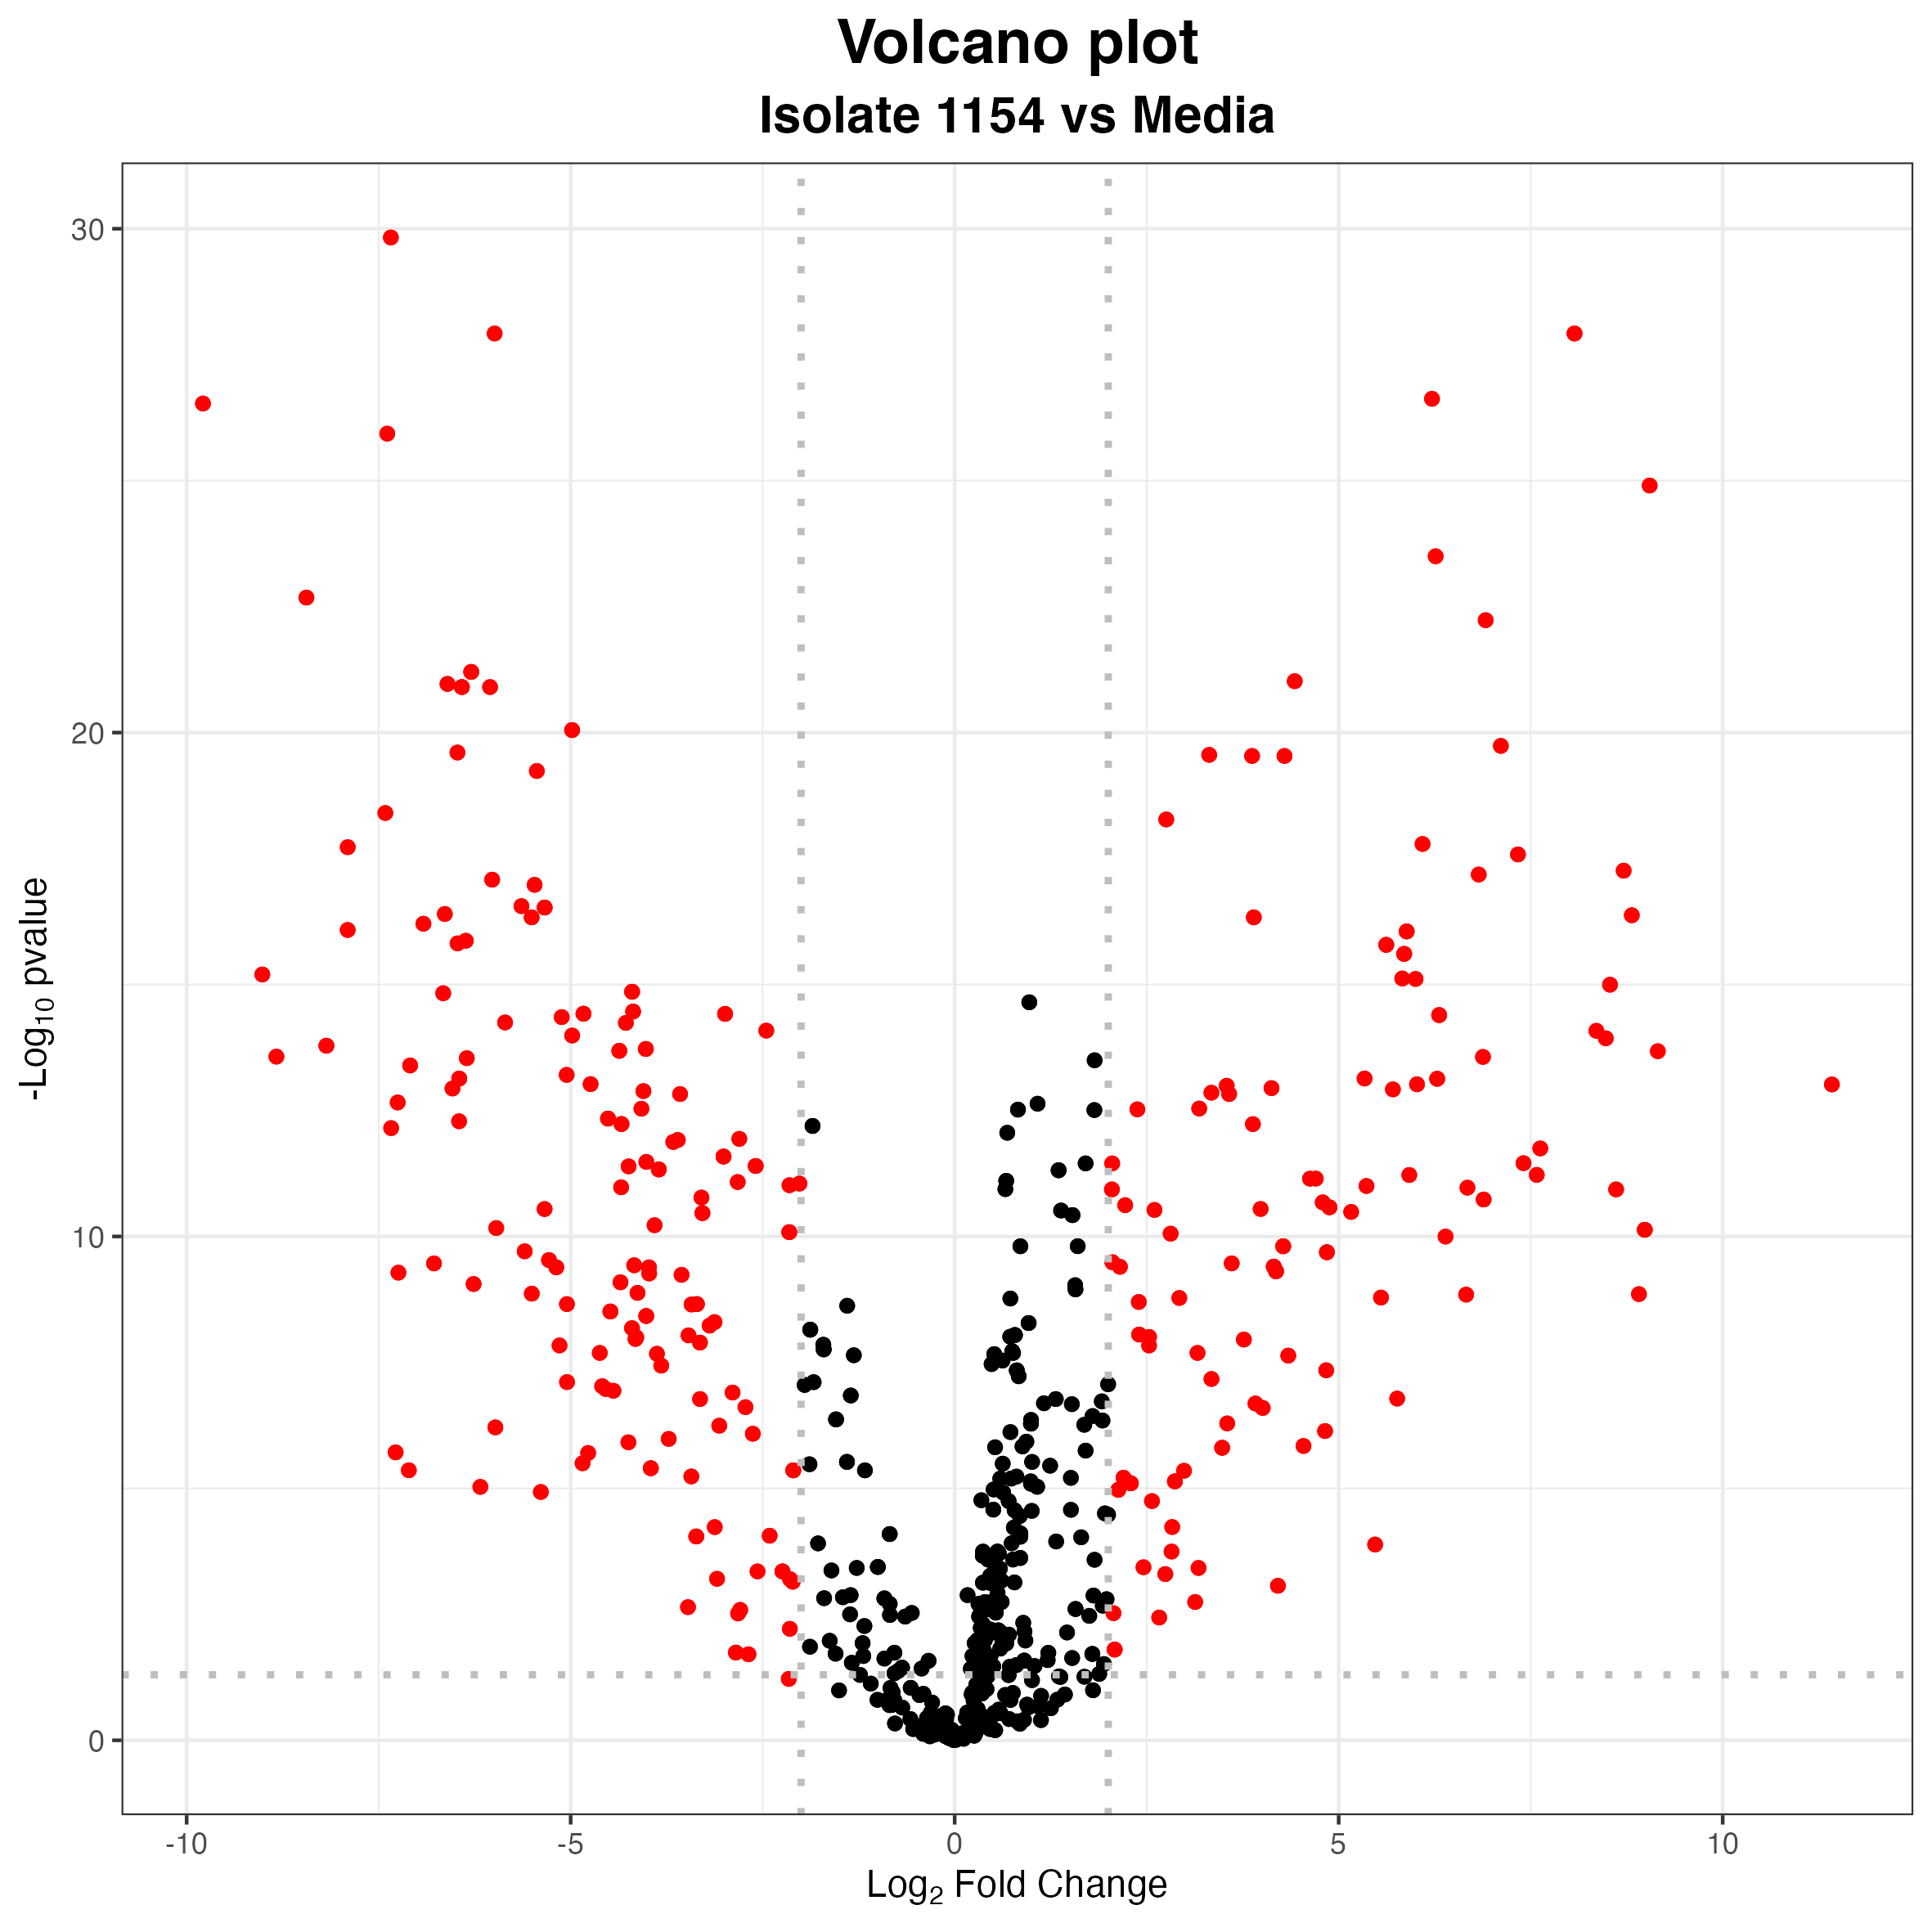 Volcano plot
Isolate 1154 vs Media
30
20
10
0
-Log10 pvalue
-10 -5 0 5 10
Log2 Fold Change